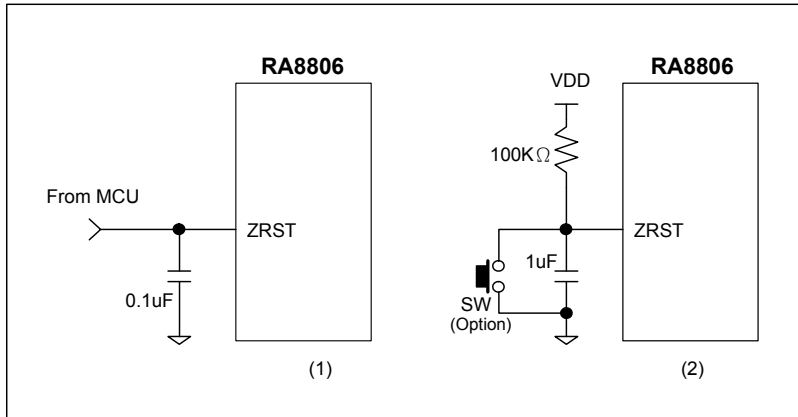 RA8806
From MCU
ZRST
0.1uF
(1)
RA8806
VDD
100KΩ
ZRST
1uF
SW
(Option)
(2)